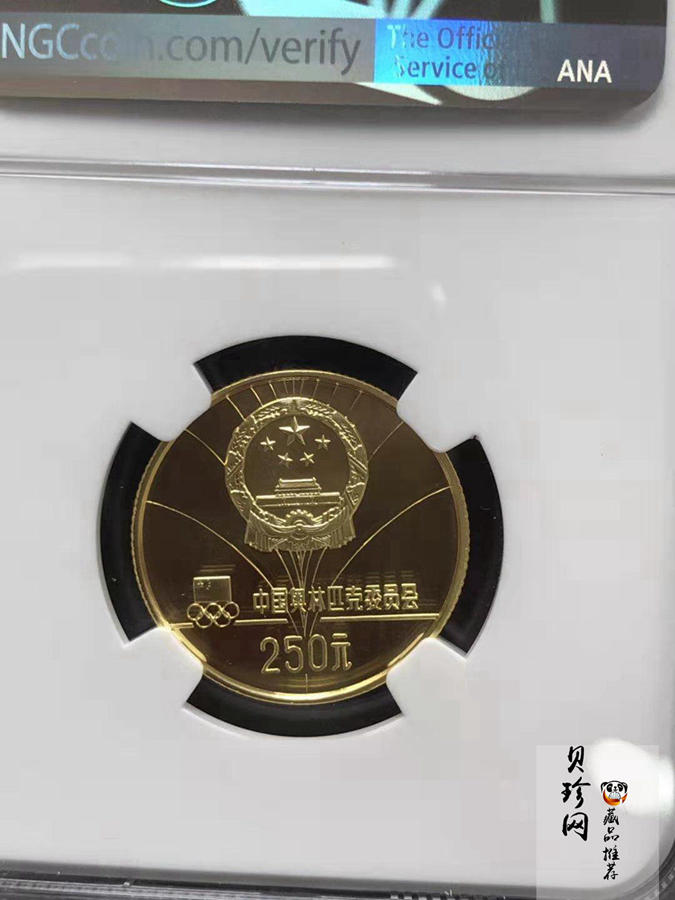 NGCcoin.com/verify
The Offic
Service of
ANA
中国奥林匹克委员会
250元
贝珍网
藏品推荐